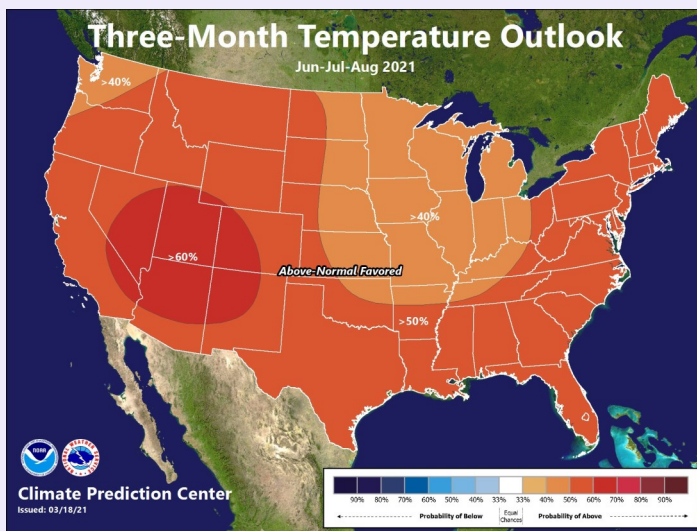 Three-Month Temperature Outlook
Jun-Jul-Aug 2021
>40%
>40%
>60%
Above-Normal Favored
>50%
NOAA
Climate Prediction Center
Issued: 03/18/21
90% 80% 70% 60% 50% 40% 33% 33% 40% 50% 60% 70% 80% 90%
Probability of Below Equal Chances Probability of Above